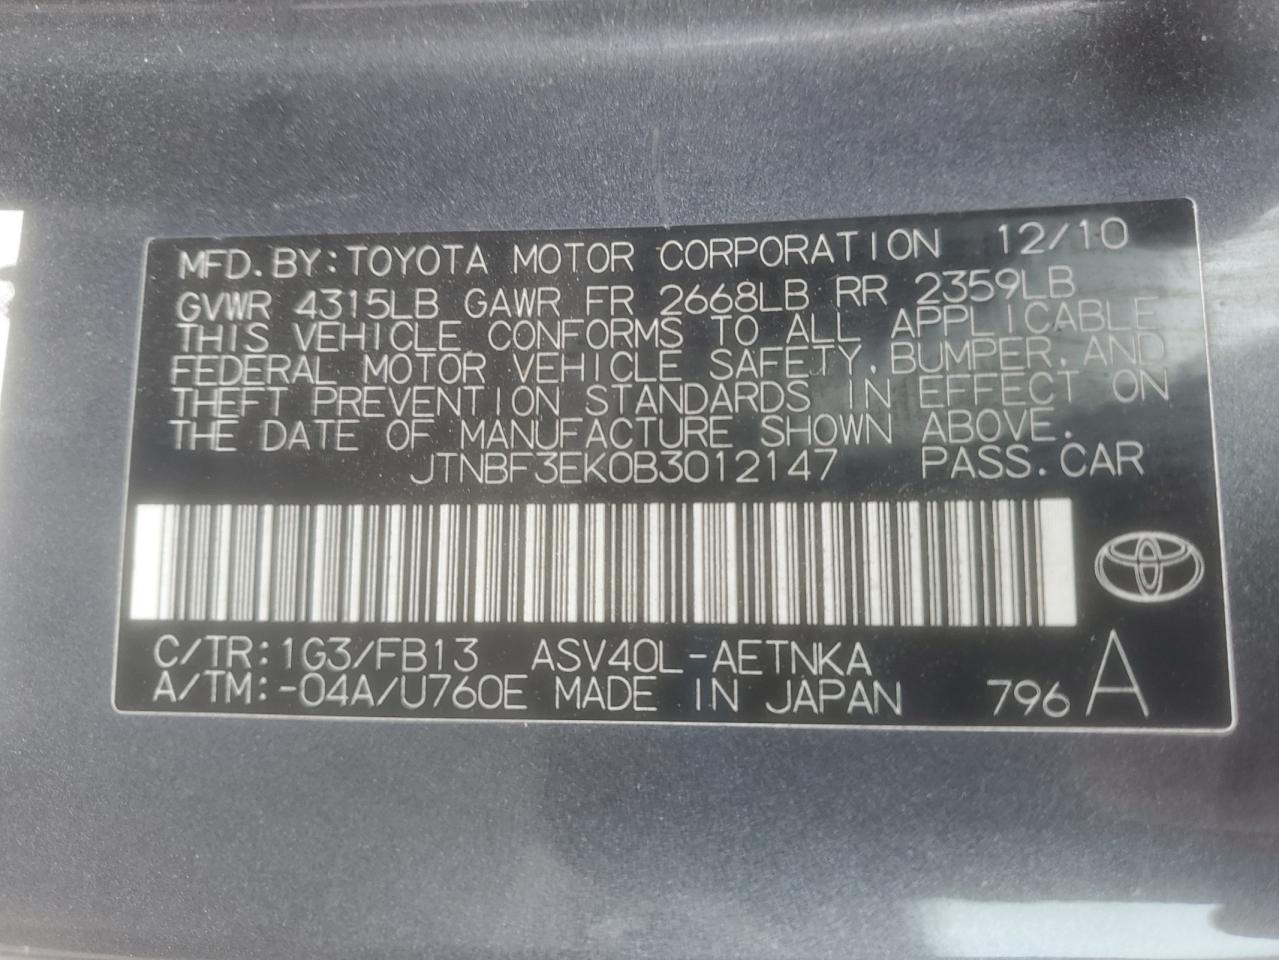 MFD. BY: TOYOTA MOTOR CORPORATION 12/10
GVWR 4315LB GAWR FR 2668LB RR 2359LB
THIS VEHICLE CONFORMS TO ALL APPLICABLE
FEDERAL MOTOR VEHICLE SAFETY, BUMPER, AND
THEFT PREVENTION STANDARDS IN EFFECT ON
THE DATE OF MANUFACTURE SHOWN ABOVE.
JTNBF3EK0B3012147 PASS. CAR
C/TR: 1G3/FB13 ASV40L-AETNKA
A/TM: -04A/U760E MADE IN JAPAN 796 A